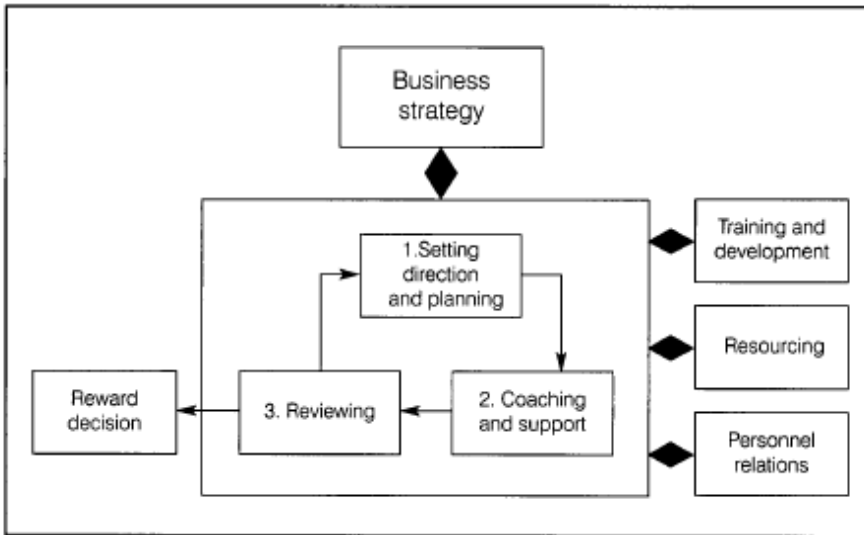 Business
strategy
1.Setting
direction
and planning
Training and
development
Resourcing
Reward
decision
3. Reviewing
2. Coaching
and support
Personnel
relations